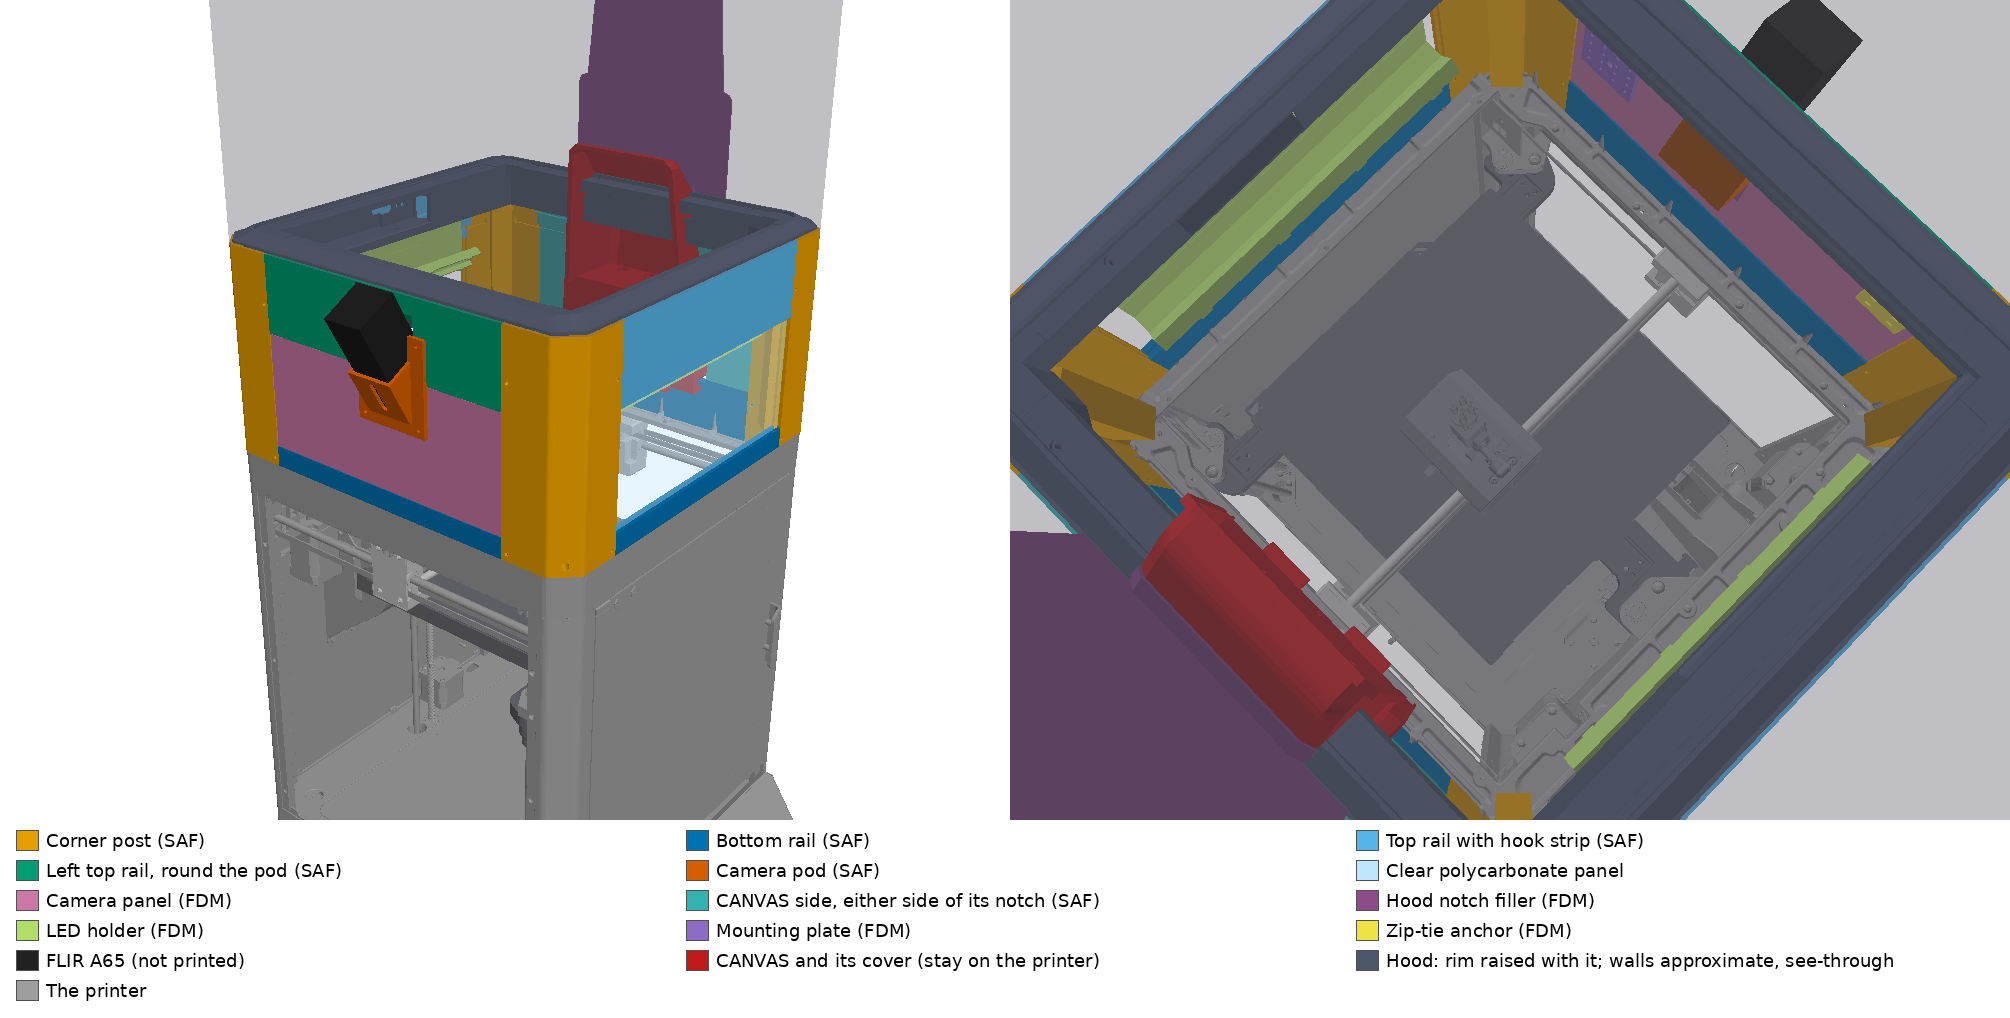 Corner post (SAF)
Bottom rail (SAF)
Top rail with hook strip (SAF)
Left top rail, round the pod (SAF)
Camera pod (SAF)
Clear polycarbonate panel
Camera panel (FDM)
CANVAS side, either side of its notch (SAF)
Hood notch filler (FDM)
LED holder (FDM)
Mounting plate (FDM)
Zip-tie anchor (FDM)
FLIR A65 (not printed)
CANVAS and its cover (stay on the printer)
Hood: rim raised with it; walls approximate, see-through
The printer